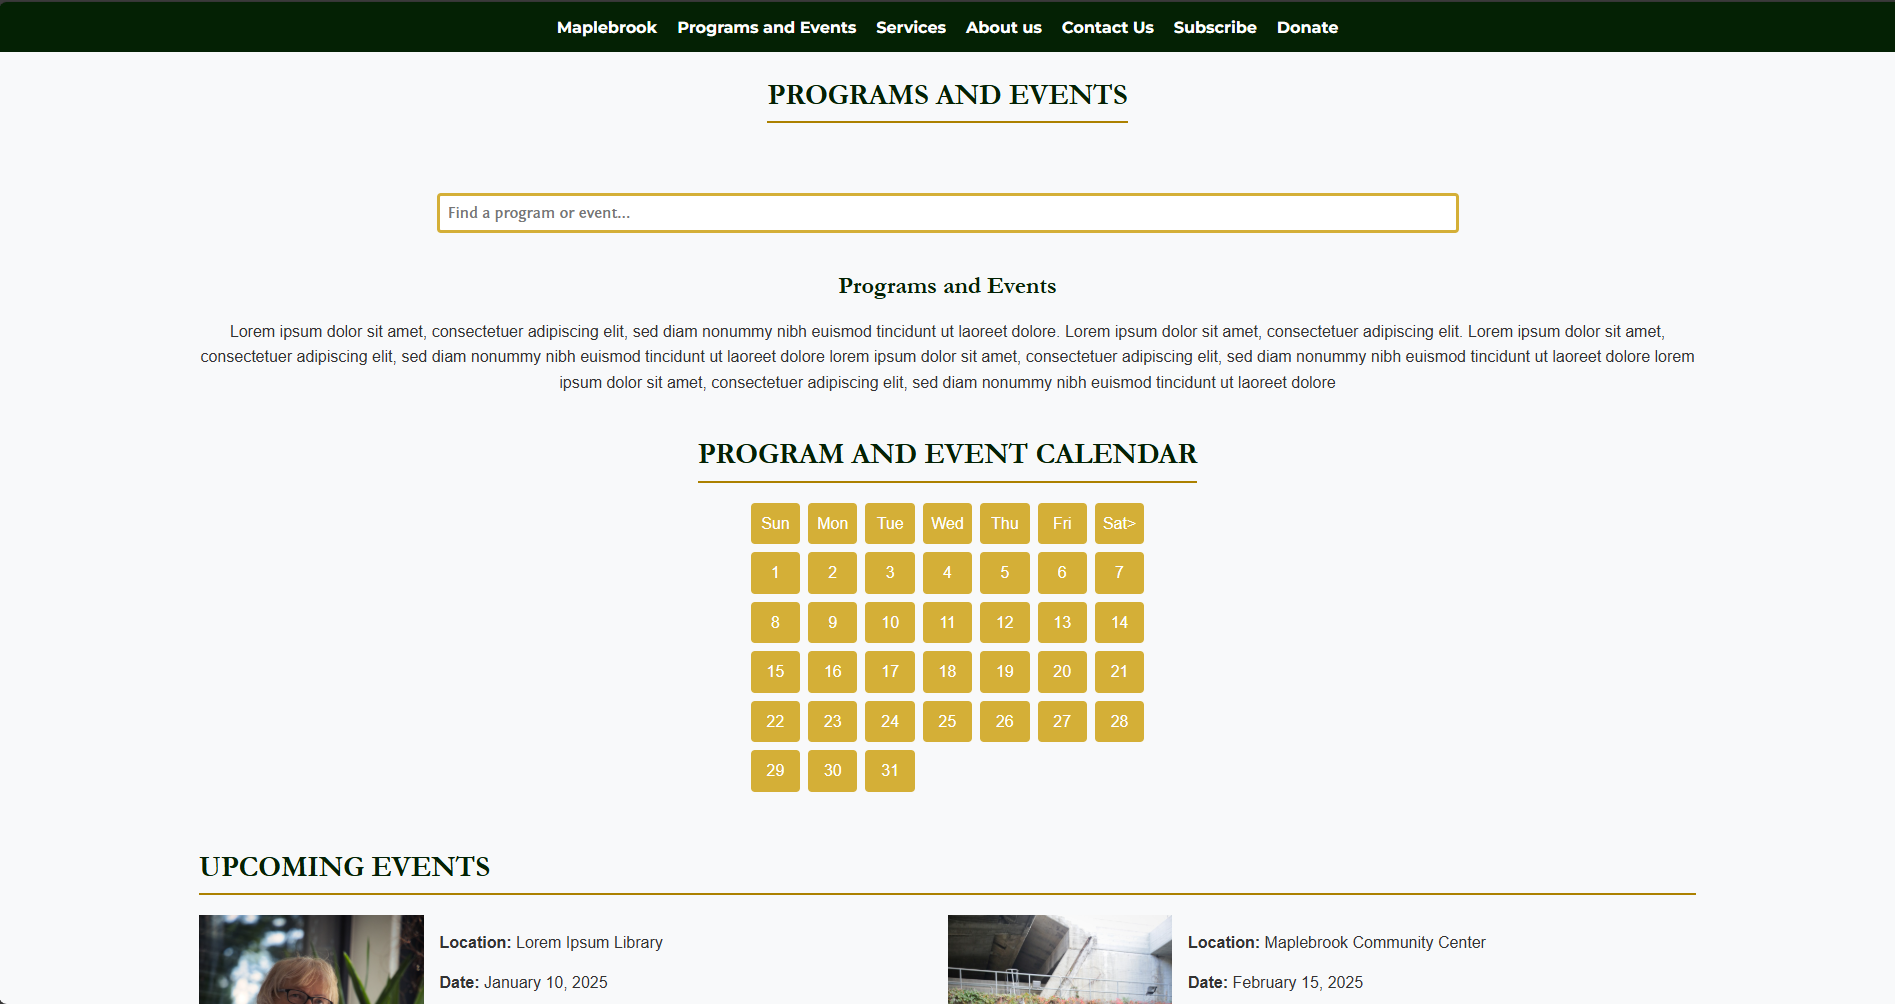 Maplebrook Programs and Events Services About us Contact Us Subscribe Donate
PROGRAMS AND EVENTS
Find a program or event...
Programs and Events
Lorem ipsum dolor sit amet, consectetuer adipiscing elit, sed diam nonummy nibh euismod tincidunt ut laoreet dolore. Lorem ipsum dolor sit amet, consectetuer adipiscing elit. Lorem ipsum dolor sit amet,
consectetuer adipiscing elit, sed diam nonummy nibh euismod tincidunt ut laoreet dolore lorem ipsum dolor sit amet, consectetuer adipiscing elit, sed diam nonummy nibh euismod tincidunt ut laoreet dolore lorem
ipsum dolor sit amet, consectetuer adipiscing elit, sed diam nonummy nibh euismod tincidunt ut laoreet dolore
PROGRAM AND EVENT CALENDAR
Sun Mon Tue Wed Thu Fri Sat>
1 2 3 4 5 6 7
8 9 10 11 12 13 14
15 16 17 18 19 20 21
22 23 24 25 26 27 28
29 30 31
UPCOMING EVENTS
Location: Lorem Ipsum Library
Date: January 10, 2025
Location: Maplebrook Community Center
Date: February 15, 2025